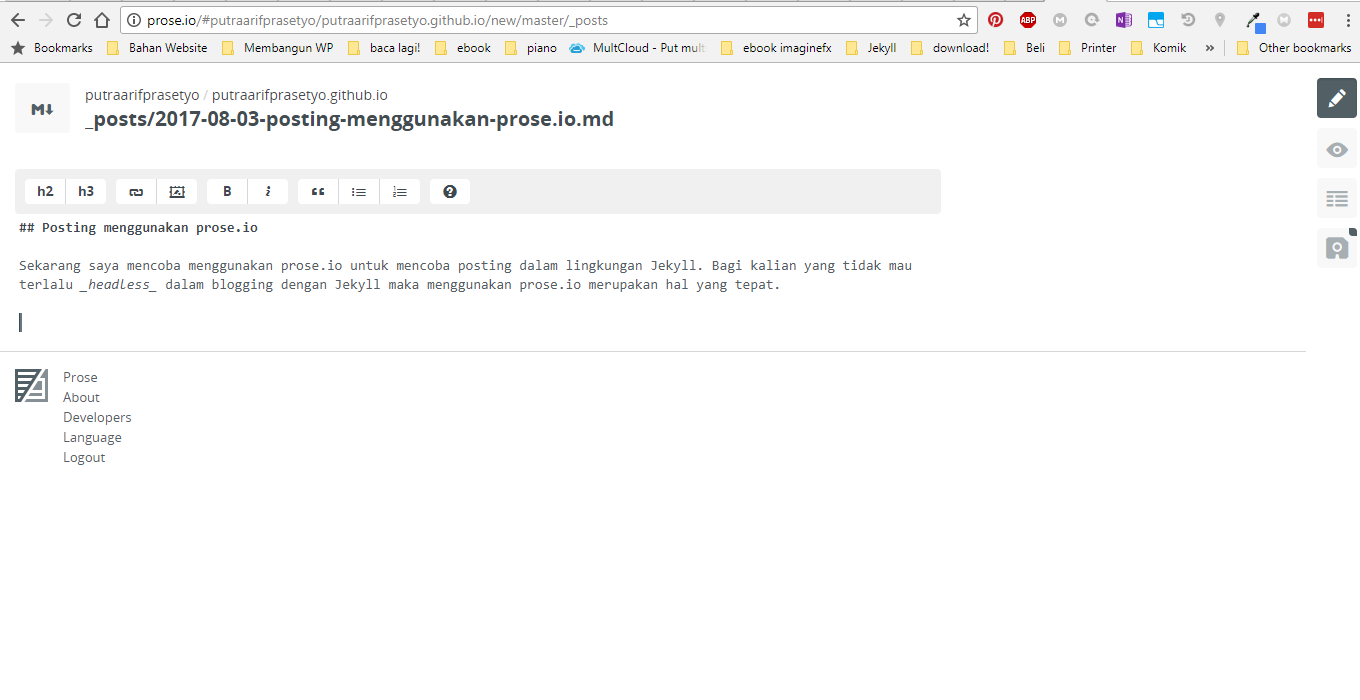 prose.io/#putraarifprasetyo/putraarifprasetyo.github.io/new/master/_posts
ABP
Bookmarks Bahan Website Membangun WP baca lagi! ebook piano MultCloud - Put mult ebook imaginefx Jekyll download! Beli Printer Komik » Other bookmarks
M↓ putraarifprasetyo / putraarifprasetyo.github.io
_posts/2017-08-03-posting-menggunakan-prose.io.md
h2 h3 B i “ ?
## Posting menggunakan prose.io
Sekarang saya mencoba menggunakan prose.io untuk mencoba posting dalam lingkungan Jekyll. Bagi kalian yang tidak mau
terlalu _headless_ dalam blogging dengan Jekyll maka menggunakan prose.io merupakan hal yang tepat.
Prose
About
Developers
Language
Logout